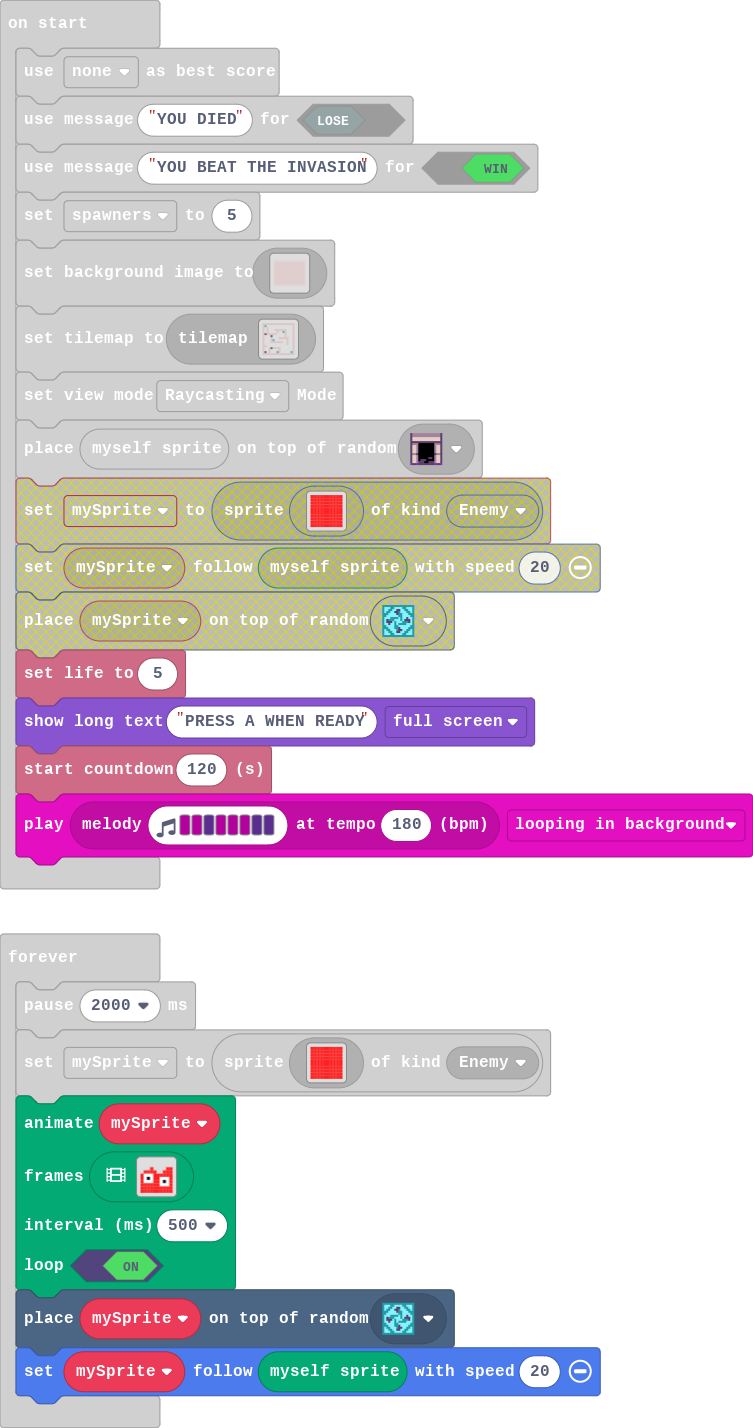 on start
use none as best score
use message "YOU DIED" for LOSE
use message "YOU BEAT THE INVASION" for WIN
set spawners to 5
set background image to
set tilemap to tilemap
set view mode Raycasting Mode
place myself sprite on top of random
set mySprite to sprite of kind Enemy
set mySprite follow myself sprite with speed 20
place mySprite on top of random
set life to 5
show long text "PRESS A WHEN READY" full screen
start countdown 120 (s)
play melody at tempo 180 (bpm) looping in background
forever
pause 2000 ms
set mySprite to sprite of kind Enemy
animate mySprite
frames
interval (ms) 500
loop ON
place mySprite on top of random
set mySprite follow myself sprite with speed 20